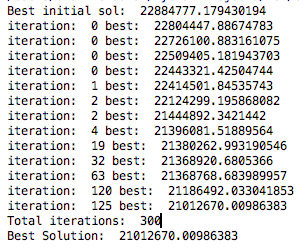 Best initial sol: 22884777.179430194
iteration: 0 best: 22804447.88674783
iteration: 0 best: 22726100.883161075
iteration: 0 best: 22509405.181943703
iteration: 0 best: 22443321.42504744
iteration: 1 best: 22414501.84535743
iteration: 2 best: 22124299.195868082
iteration: 2 best: 21444892.3421442
iteration: 4 best: 21396081.51889564
iteration: 19 best: 21380262.993190546
iteration: 32 best: 21368920.6805366
iteration: 63 best: 21368768.683989957
iteration: 120 best: 21186492.033041853
iteration: 125 best: 21012670.00986383
Total iterations: 300
Best Solution: 21012670.00986383